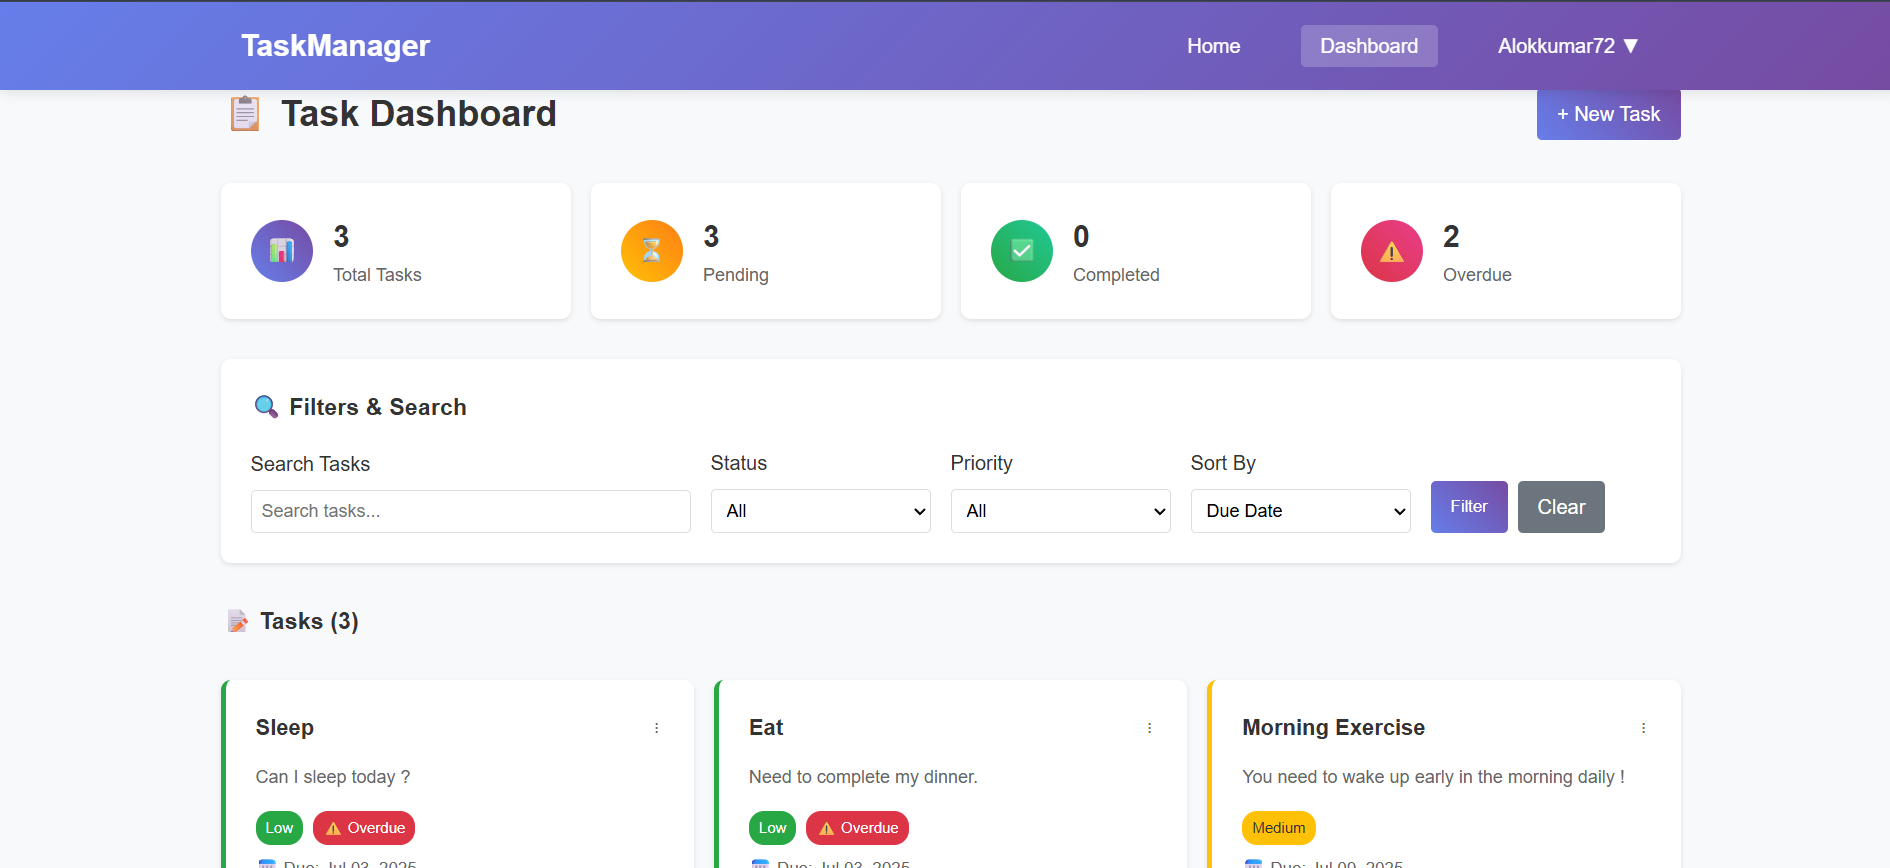 TaskManager
Home
Dashboard
Alokkumar72 ▼
Task Dashboard
+ New Task
3
Total Tasks
3
Pending
0
Completed
2
Overdue
Filters & Search
Search Tasks
Status
Priority
Sort By
Search tasks...
All
All
Due Date
Filter
Clear
Tasks (3)
Sleep
Can I sleep today ?
Low
Overdue
Due: Jul 03, 2025
Eat
Need to complete my dinner.
Low
Overdue
Due: Jul 03, 2025
Morning Exercise
You need to wake up early in the morning daily !
Medium
Due: Jul 09, 2025